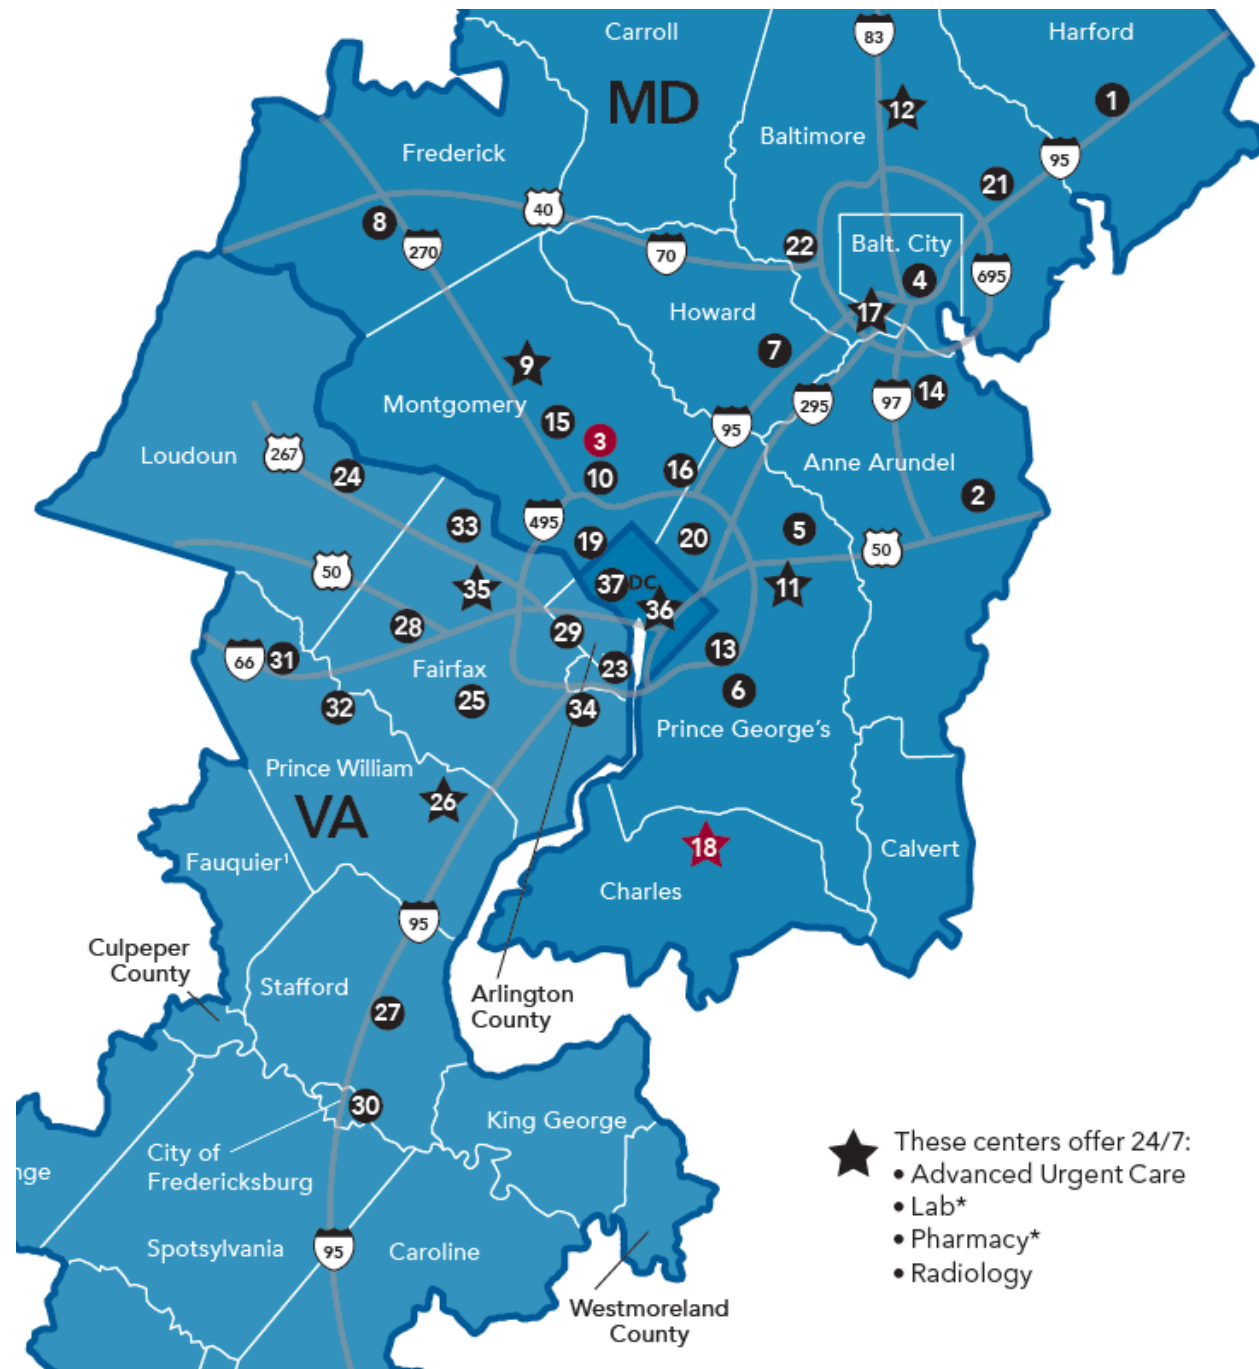 Carroll
83
Harford
MD
12
1
Baltimore
Frederick
95
21
40
8
270
70
22
Balt. City
4
695
Howard
17
7
9
Montgomery
15
3
95
295
97
14
Loudoun
267
24
10
16
Anne Arundel
2
33
495
19
20
5
50
50
35
37
DC
36
11
28
29
13
66
31
Fairfax
23
6
32
25
34
Prince George's
Prince William
26
VA
18
Calvert
Fauquier¹
Charles
95
Culpeper
County
Stafford
Arlington
County
27
30
King George
City of
Fredericksburg
nge
Spotsylvania
95
Caroline
Westmoreland
County
These centers offer 24/7:
• Advanced Urgent Care
• Lab*
• Pharmacy*
• Radiology